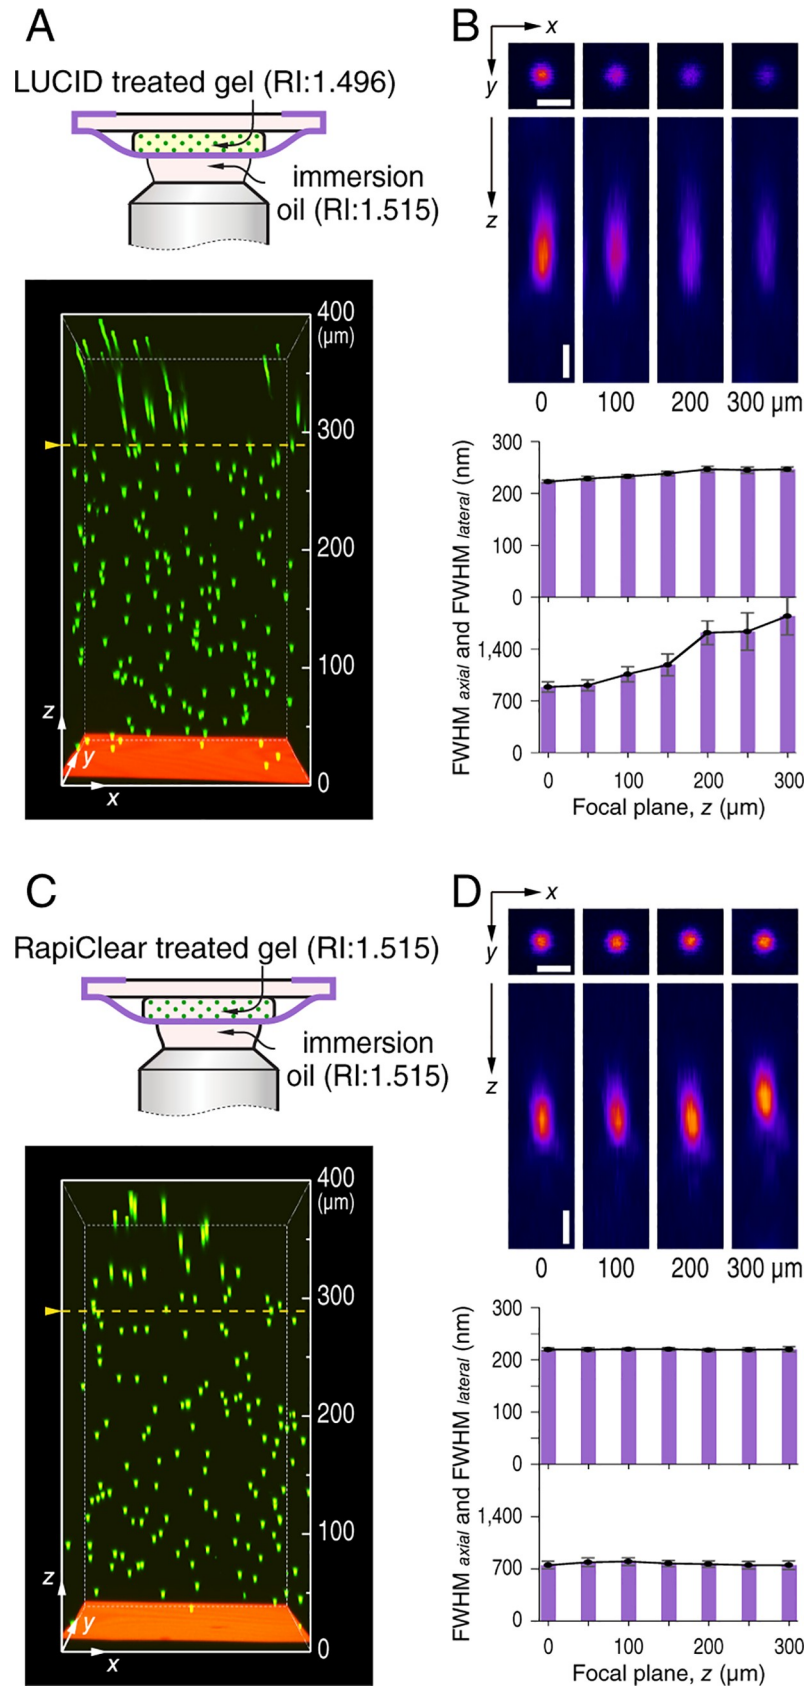 A
LUCID treated gel (RI:1.496)
immersion
oil (RI:1.515)
400
(µm)
300
200
100
0
z
y
x
B
x
y
z
0 100 200 300 µm
FWHM axial and FWHM lateral (nm)
300
200
100
0
1,400
700
0
0 100 200 300
Focal plane, z (µm)
C
RapiClear treated gel (RI:1.515)
immersion
oil (RI:1.515)
400
(µm)
300
200
100
0
z
y
x
D
x
y
z
0 100 200 300 µm
FWHM axial and FWHM lateral (nm)
300
200
100
0
1,400
700
0
0 100 200 300
Focal plane, z (µm)